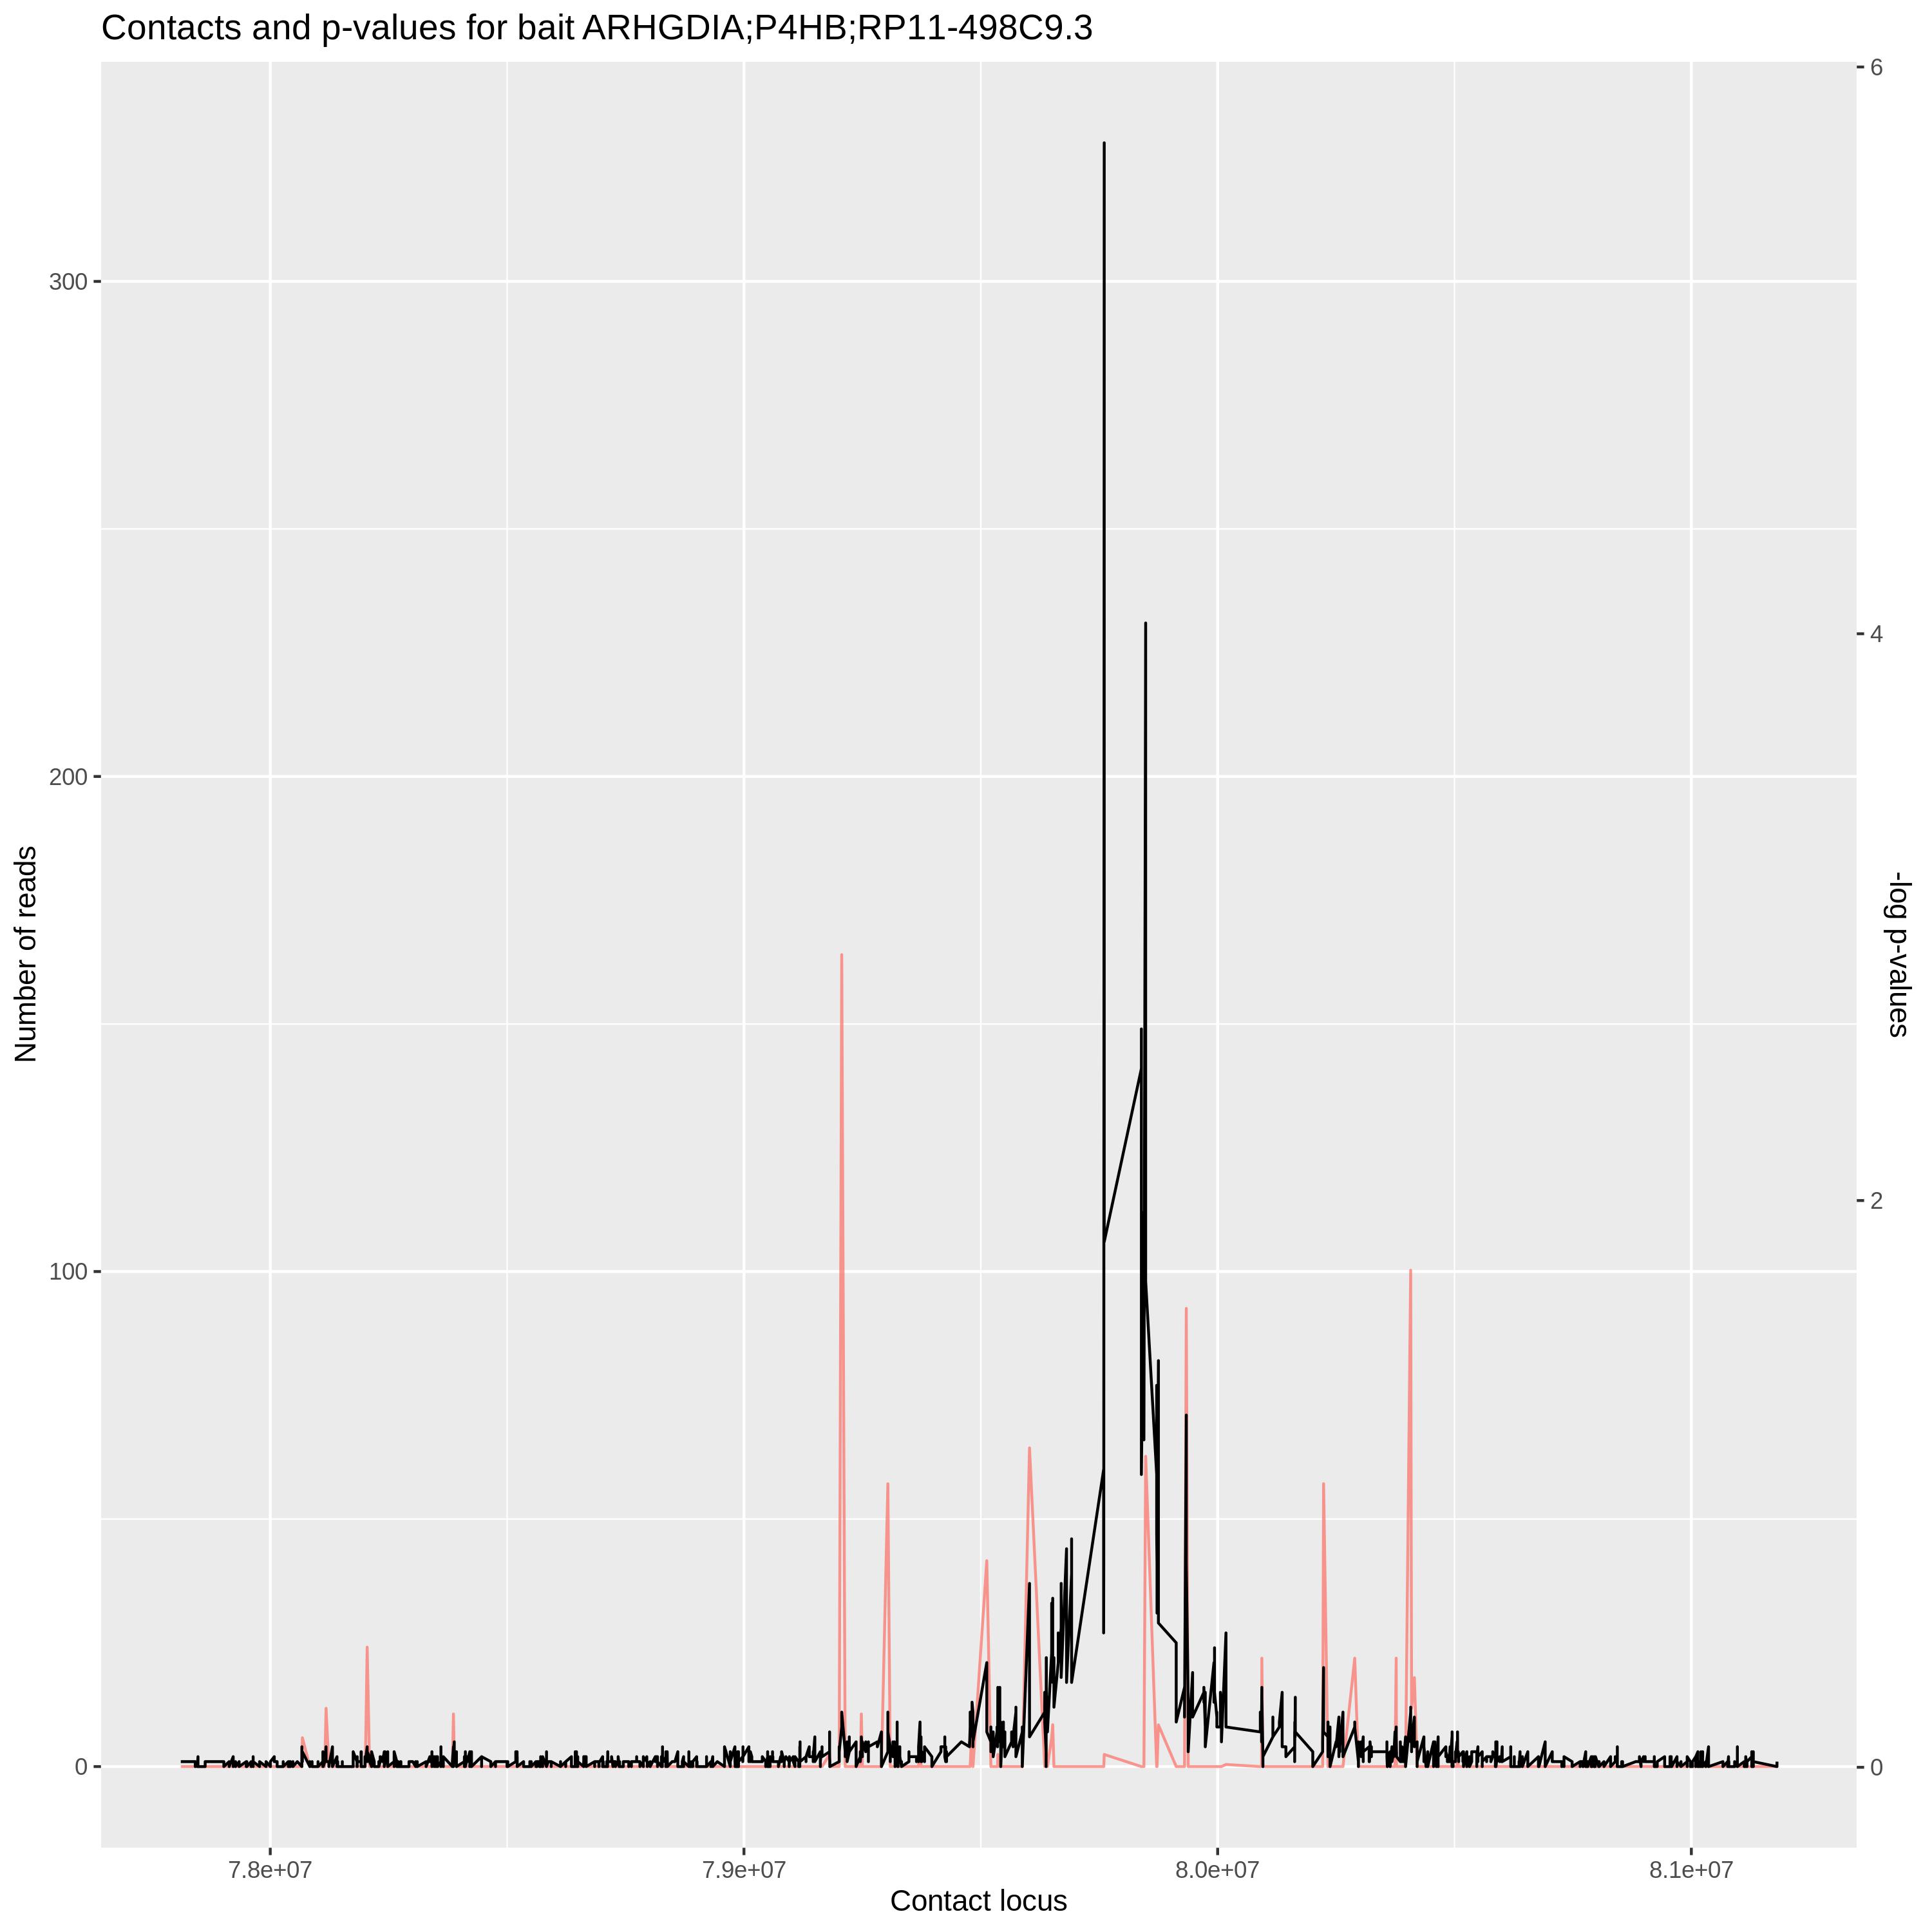 Contacts and p-values for bait ARHGDIA;P4HB;RP11-498C9.3
6
300
4
200
Number of reads
-log p-values
2
100
0
0
7.8e+07
7.9e+07
8.0e+07
8.1e+07
Contact locus